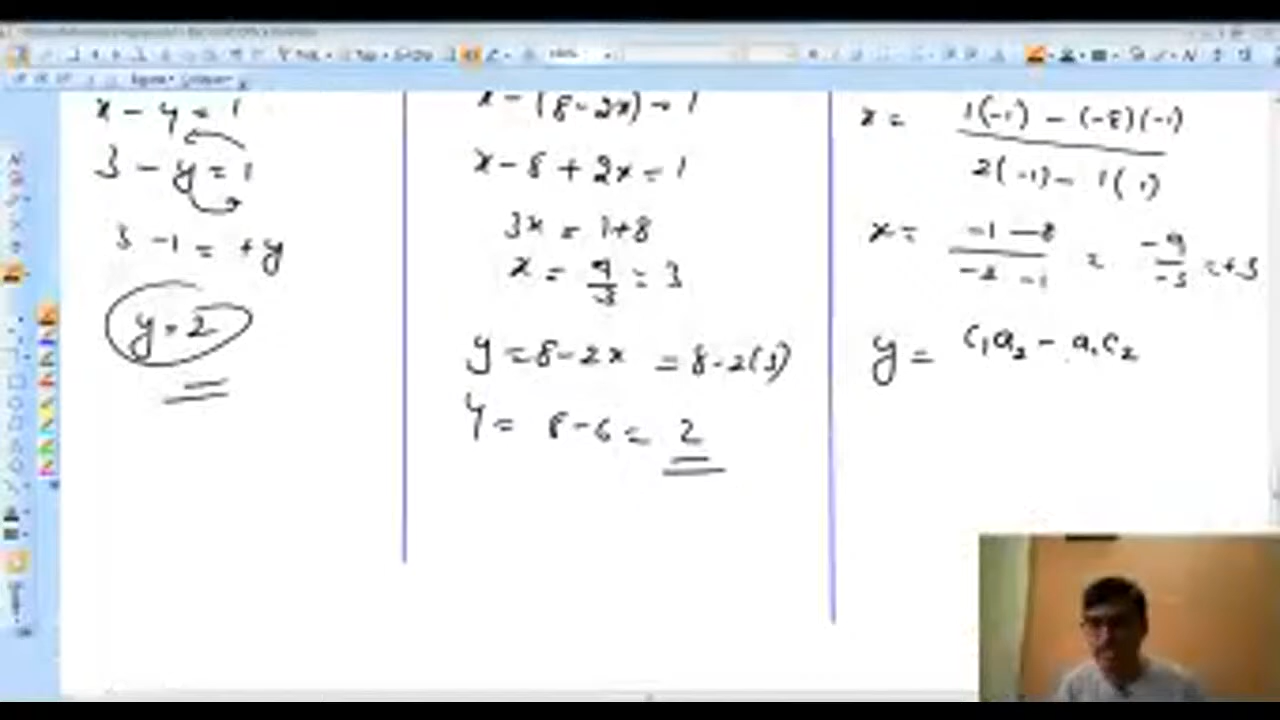 x - y = 1
3 - y = 1
3 - 1 = + y
y = 2
x - (8 - 2x) = 1
x - 8 + 2x = 1
3x = 1 + 8
x = 9/3 = 3
y = 8 - 2x = 8 - 2(3)
y = 8 - 6 = 2
x = 1(-1) - (-8)(-1) / 2(-1) - 1(1)
x = -1 - 8 / -2 - 1 = -9/-3 = +3
y = c₁a₂ - a₁c₂